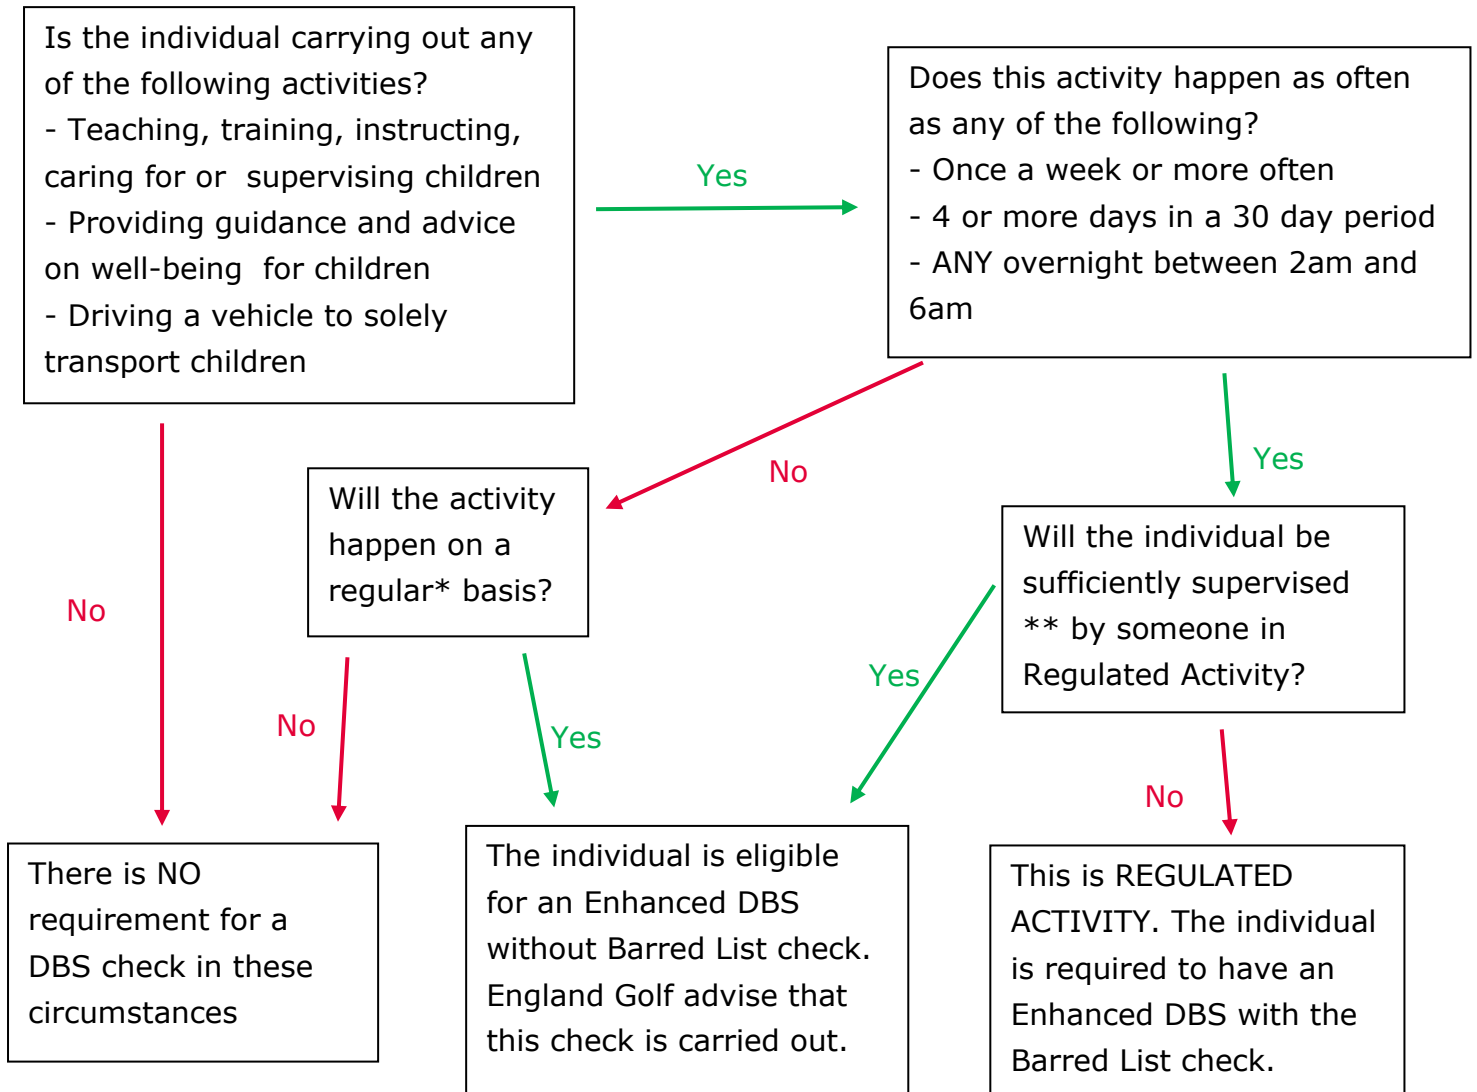 Is the individual carrying out any
of the following activities?
- Teaching, training, instructing,
caring for or  supervising children
- Providing guidance and advice
on well-being  for children
- Driving a vehicle to solely
transport children
Yes
Does this activity happen as often
as any of the following?
- Once a week or more often
- 4 or more days in a 30 day period
- ANY overnight between 2am and
6am
No
No
Yes
Will the activity
happen on a
regular* basis?
Will the individual be
sufficiently supervised
** by someone in
Regulated Activity?
No
Yes
Yes
No
There is NO
requirement for a
DBS check in these
circumstances
The individual is eligible
for an Enhanced DBS
without Barred List check.
England Golf advise that
this check is carried out.
This is REGULATED
ACTIVITY. The individual
is required to have an
Enhanced DBS with the
Barred List check.